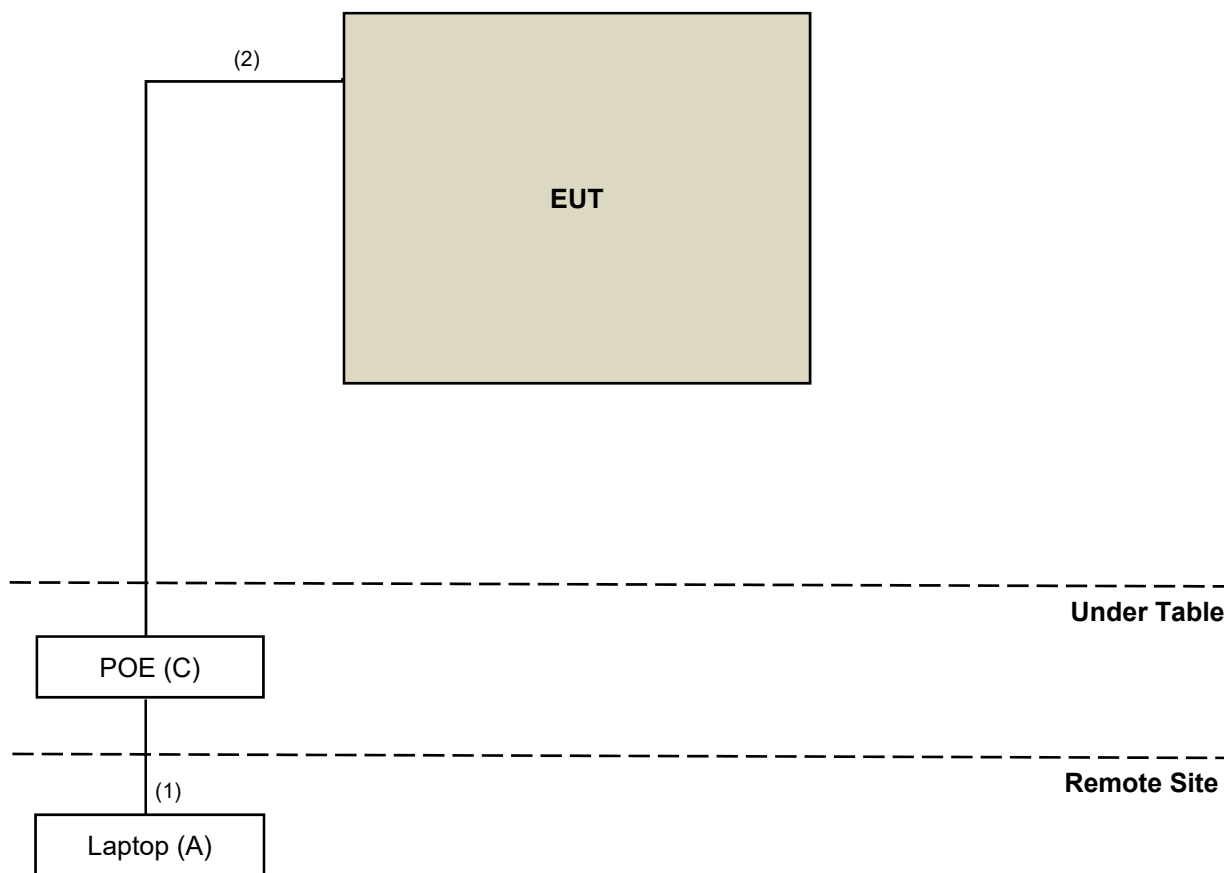 (2)
EUT
Under Table
POE (C)
Remote Site
(1)
Laptop (A)